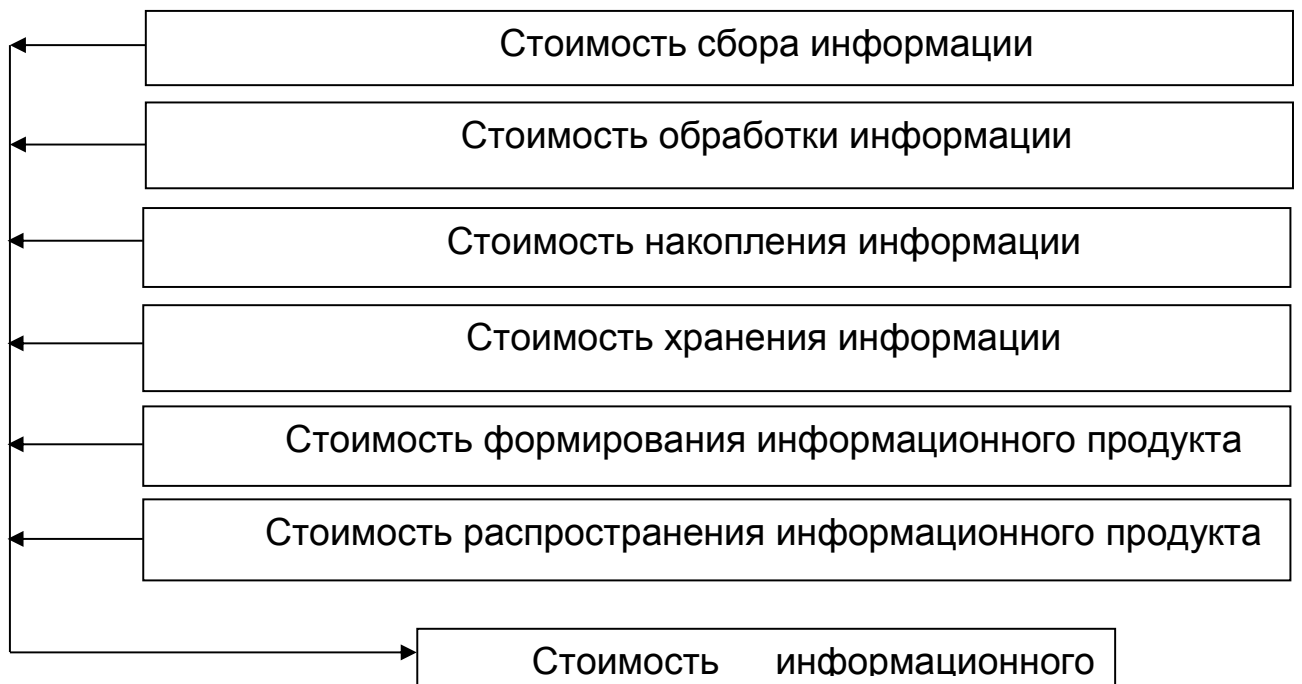 Стоимость сбора информации
Стоимость обработки информации
Стоимость накопления информации
Стоимость хранения информации
Стоимость формирования информационного продукта
Стоимость распространения информационного продукта
Стоимость информационного